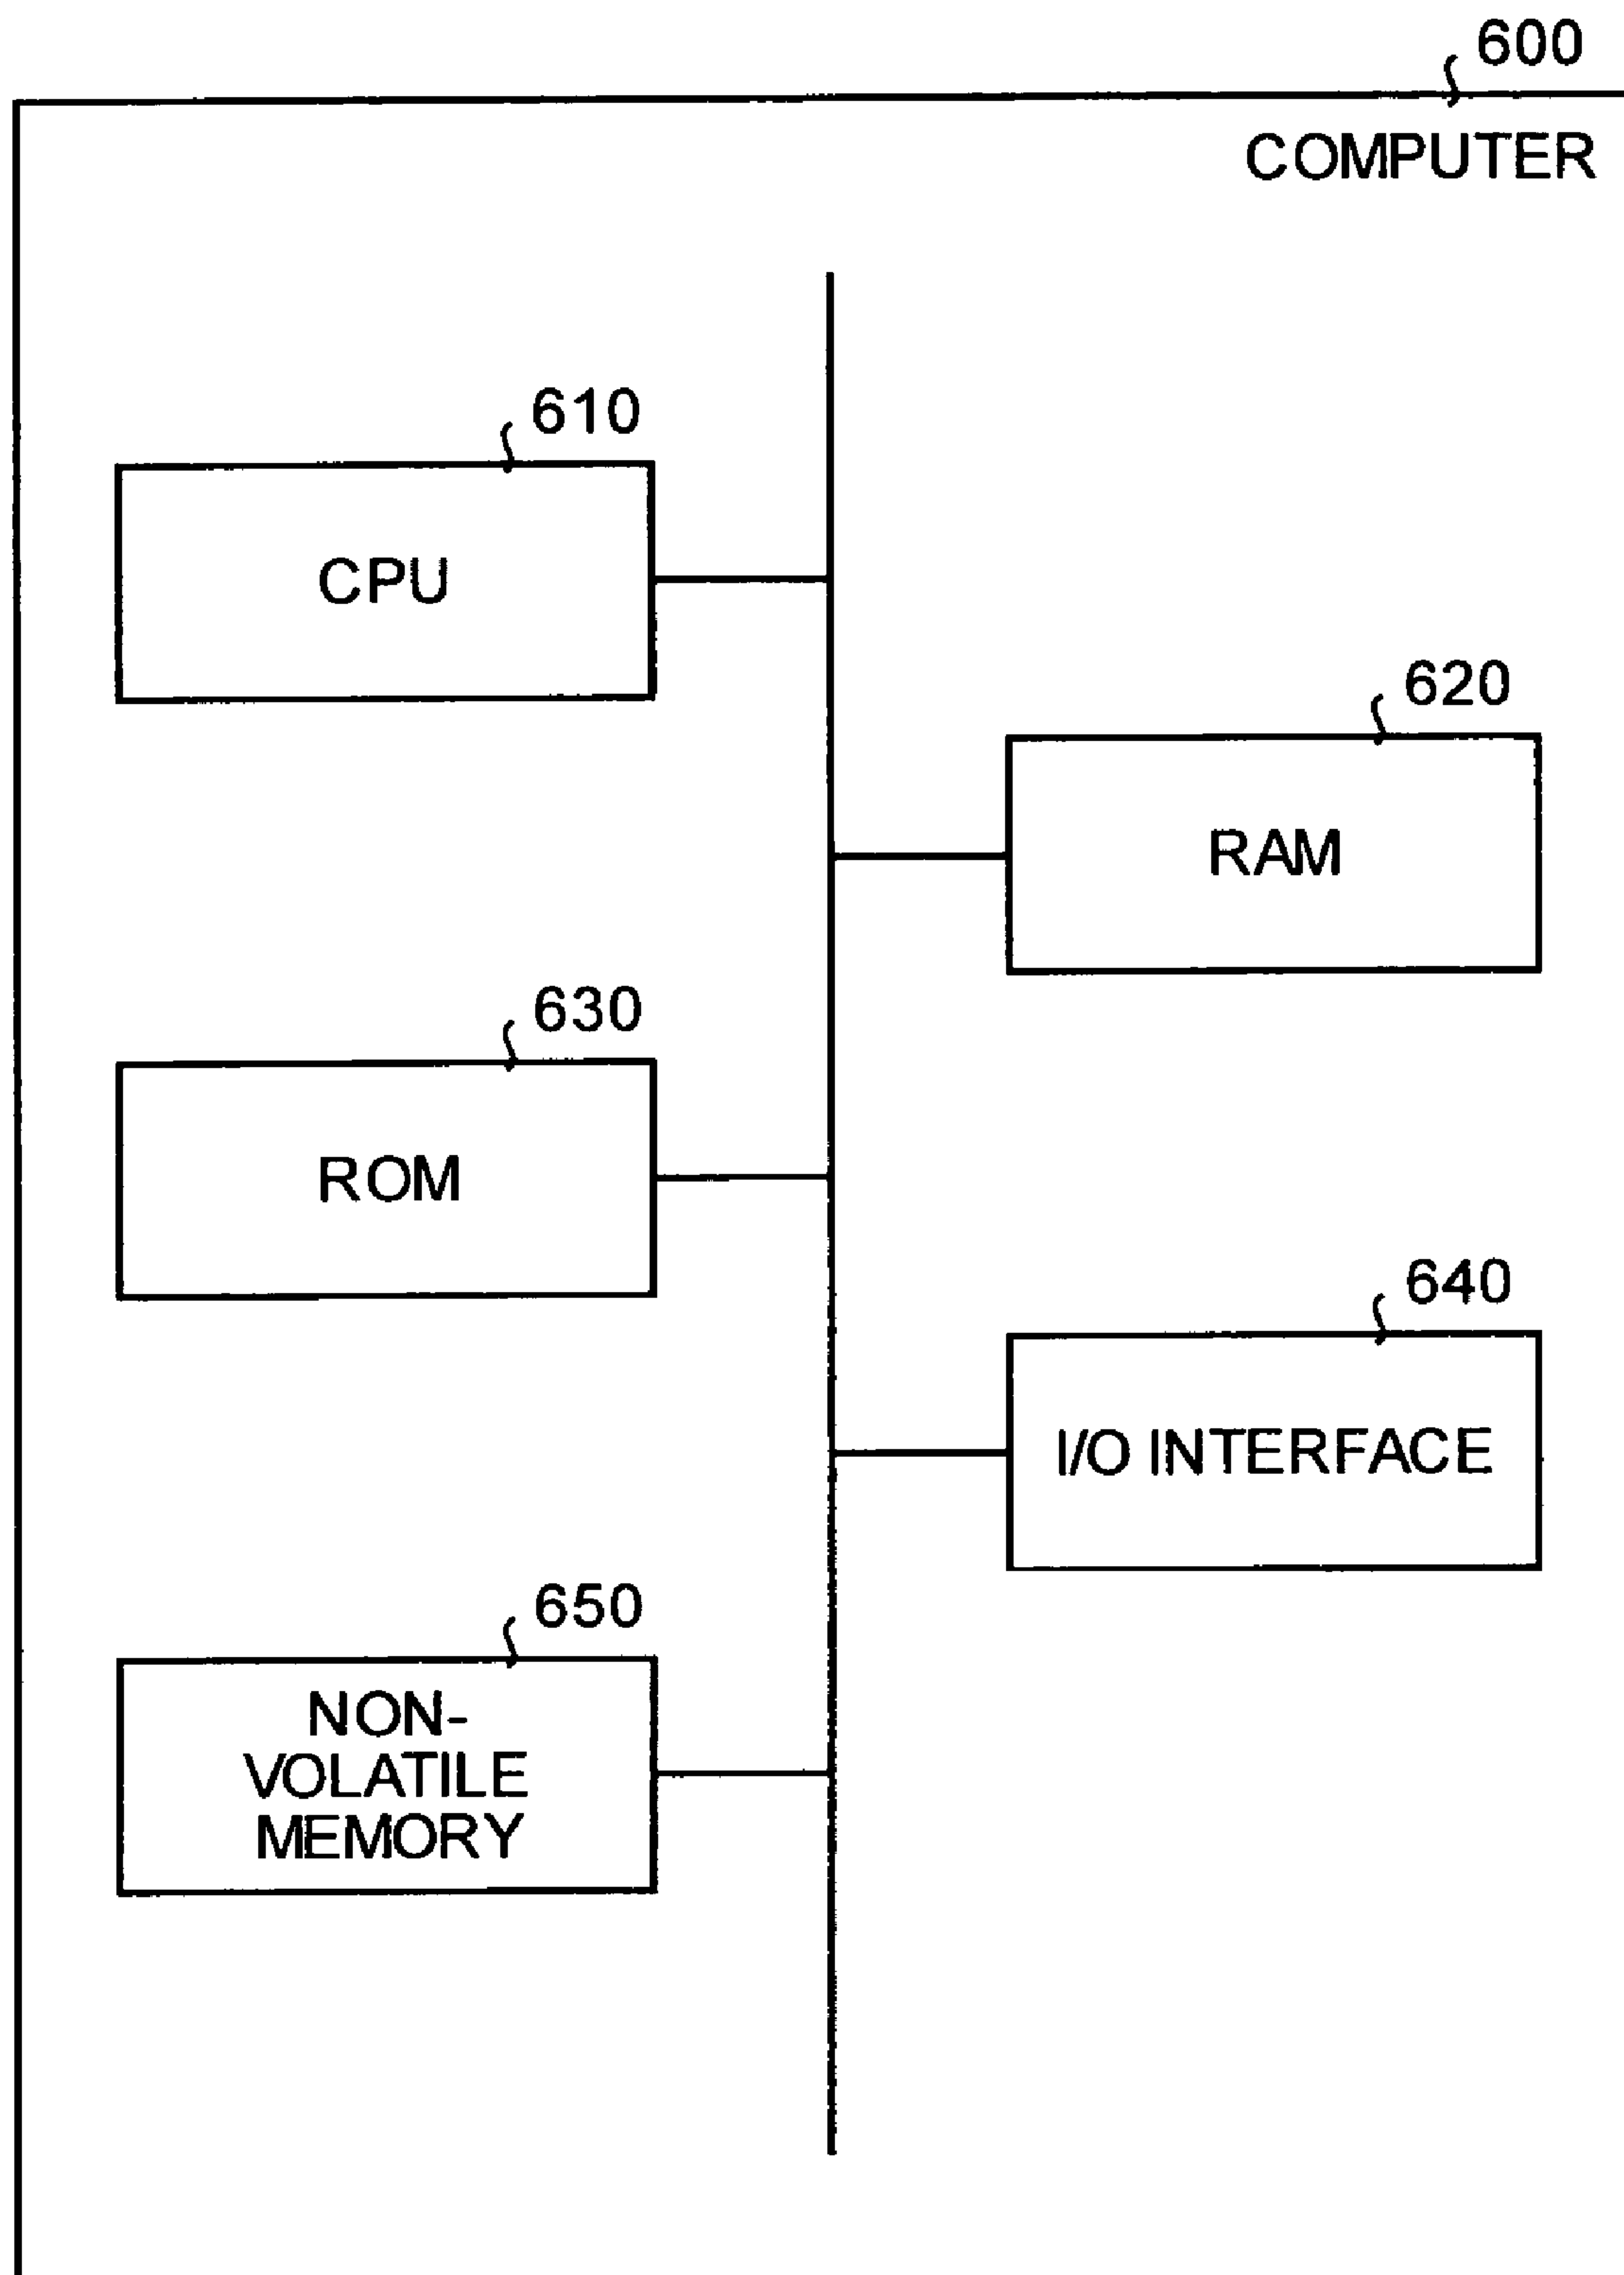 600
COMPUTER
610
CPU
620
RAM
630
ROM
640
I/O INTERFACE
650
NON-
VOLATILE
MEMORY